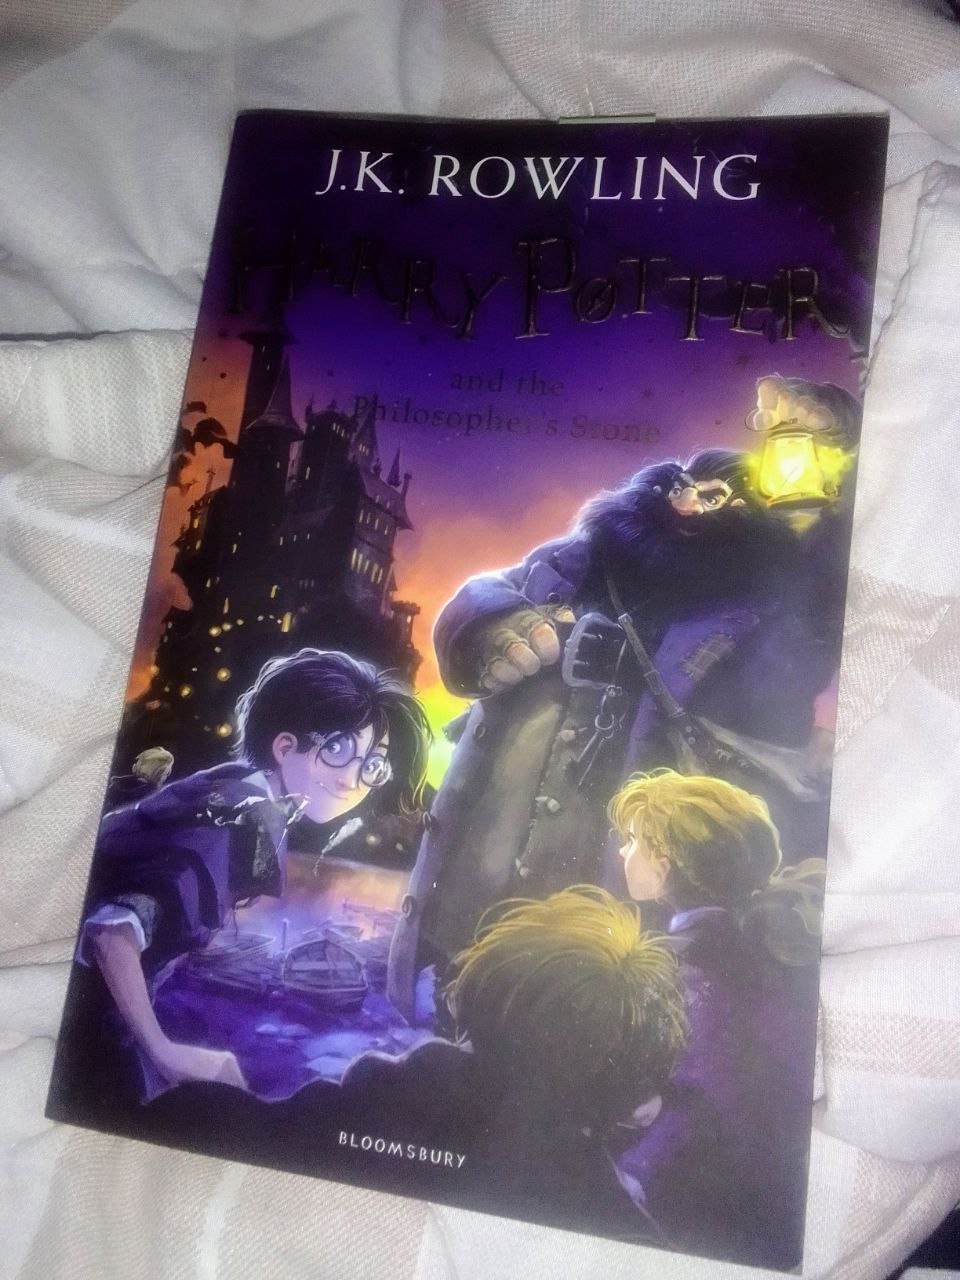 J.K. ROWLING
HARRY POTTER
and the
Philosopher's Stone
BLOOMSBURY